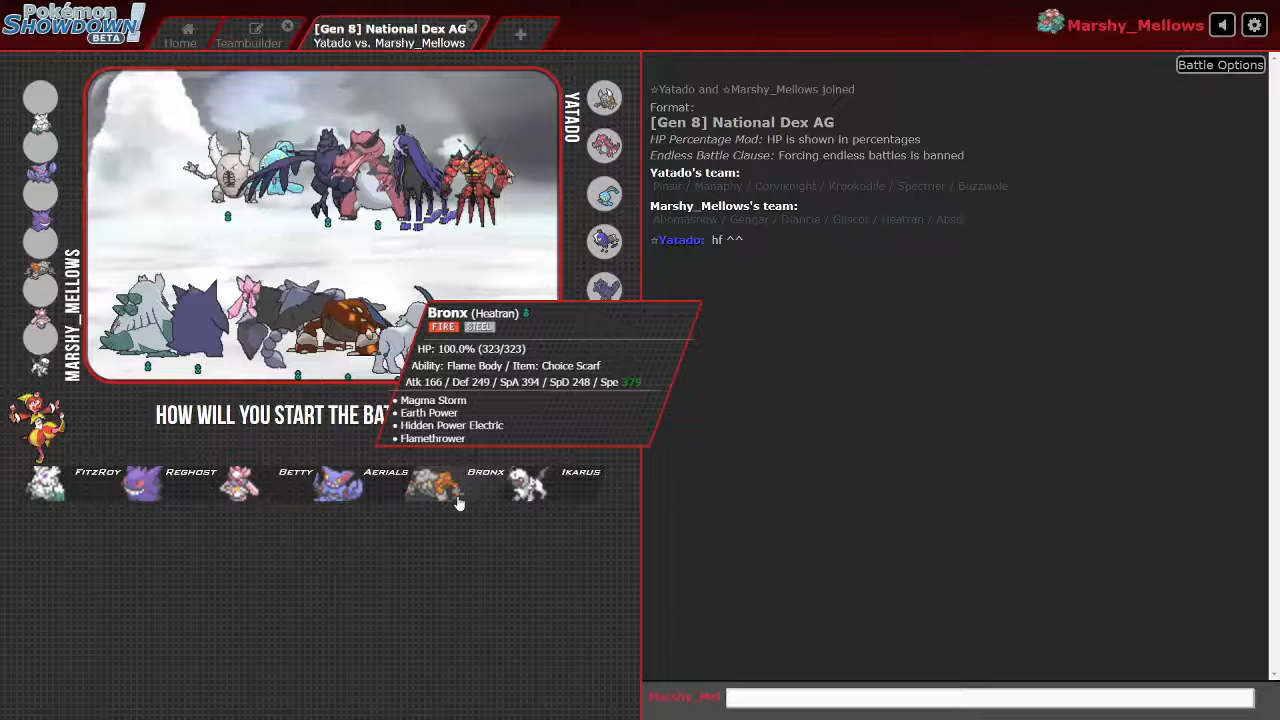 Pokémon
SHOWDOWN!
BETA
Home
Teambuilder
[Gen 8] National Dex AG
Yatado vs. Marshy_Mellows
Marshy_Mellows
Battle Options
☆Yatado and ☆Marshy_Mellows joined
Format:
[Gen 8] National Dex AG
HP Percentage Mod: HP is shown in percentages
Endless Battle Clause: Forcing endless battles is banned
Yatado's team:
Pinsir / Manaphy / Corviknight / Krookodile / Spectrier / Buzzwole
Marshy_Mellows's team:
Abomasnow / Gengar / Diancie / Gliscor / Heatran / Absol
☆Yatado: hf ^^
YATADO
MARSHY_MELLOWS
Bronx (Heatran)
FIRE STEEL
HP: 100.0% (323/323)
Ability: Flame Body / Item: Choice Scarf
Atk 166 / Def 249 / SpA 394 / SpD 248 / Spe 379
• Magma Storm
• Earth Power
• Hidden Power Electric
• Flamethrower
HOW WILL YOU START THE BAT
FITZROY
REGHOST
BETTY
AERIALS
BRONX
IKARUS
Marshy_Mel